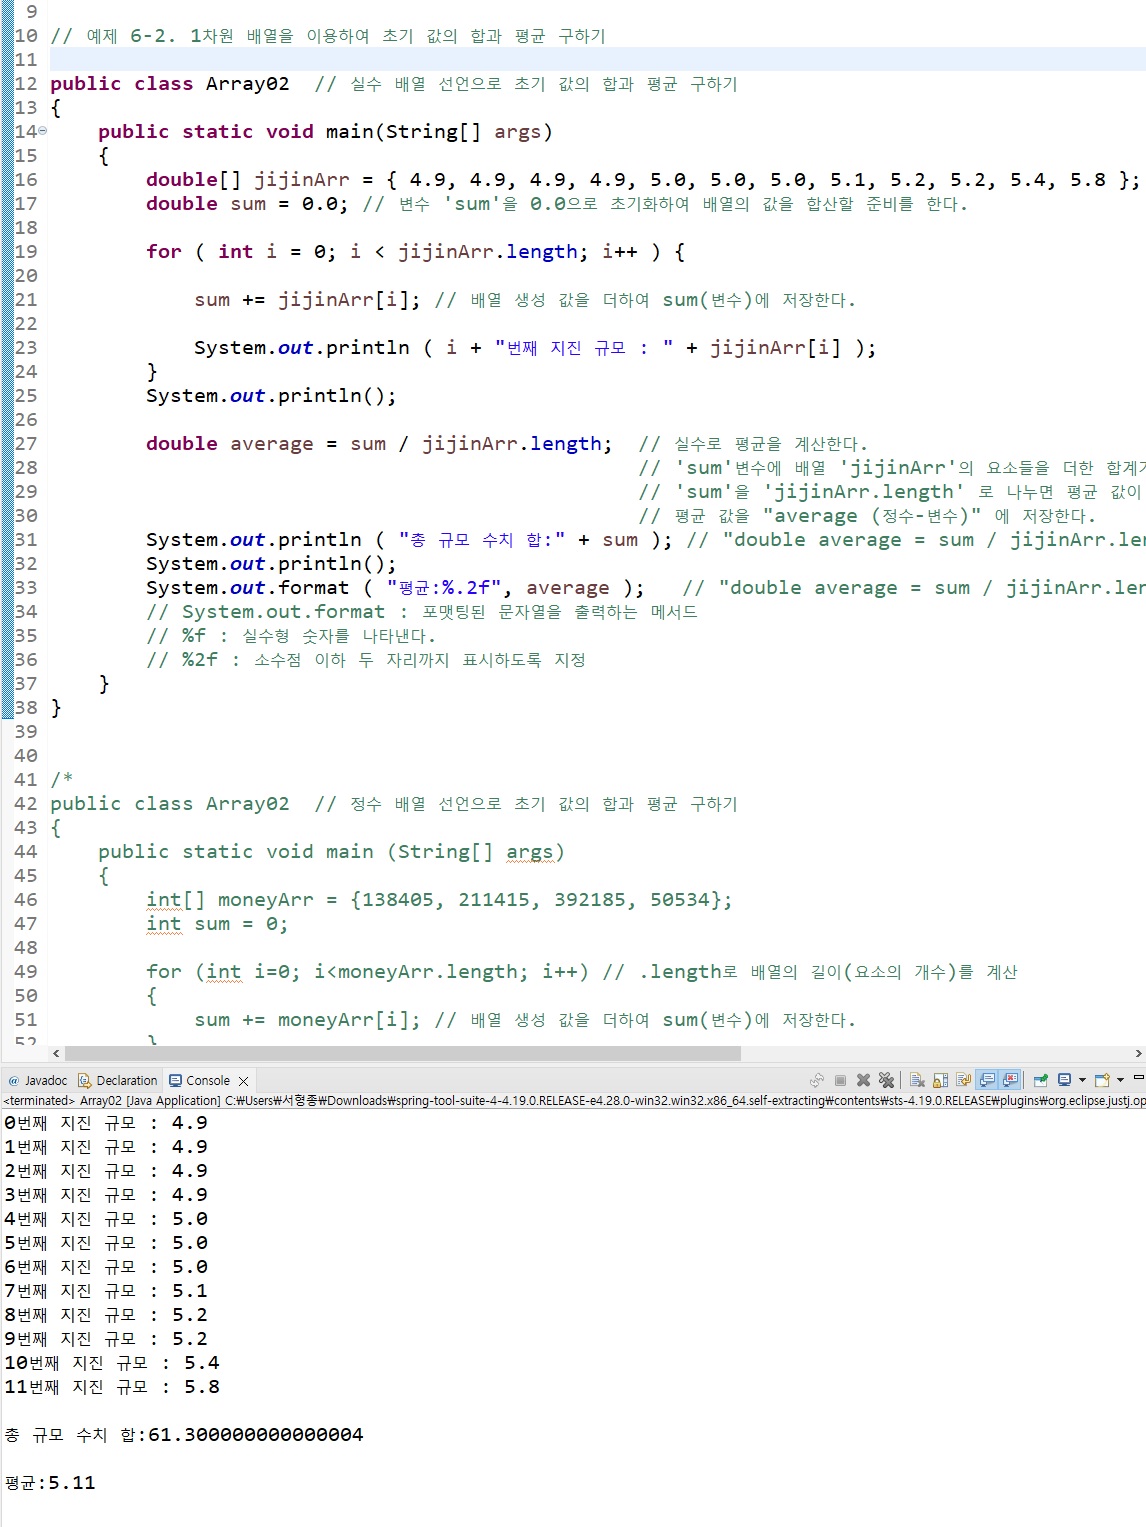 9
10 // 예제 6-2. 1차원 배열을 이용하여 초기 값의 합과 평균 구하기
11
12 public class Array02  // 실수 배열 선언으로 초기 값의 합과 평균 구하기
13 {
14     public static void main(String[] args)
15     {
16         double[] jijinArr = { 4.9, 4.9, 4.9, 4.9, 5.0, 5.0, 5.0, 5.1, 5.2, 5.2, 5.4, 5.8 };
17         double sum = 0.0; // 변수 'sum'을 0.0으로 초기화하여 배열의 값을 합산할 준비를 한다.
18
19         for ( int i = 0; i < jijinArr.length; i++ ) {
20
21             sum += jijinArr[i]; // 배열 생성 값을 더하여 sum(변수)에 저장한다.
22
23             System.out.println ( i + "번째 지진 규모 : " + jijinArr[i] );
24         }
25         System.out.println();
26
27         double average = sum / jijinArr.length;  // 실수로 평균을 계산한다.
28                                                  // 'sum'변수에 배열 'jijinArr'의 요소들을 더한 합계
29                                                  // 'sum'을 'jijinArr.length' 로 나누면 평균 값이
30                                                  // 평균 값을 "average (정수-변수)" 에 저장한다.
31         System.out.println ( "총 규모 수치 합:" + sum ); // "double average = sum / jijinArr.len
32         System.out.println();
33         System.out.format ( "평균:%.2f", average );   // "double average = sum / jijinArr.len
34         // System.out.format : 포맷팅된 문자열을 출력하는 메서드
35         // %f : 실수형 숫자를 나타낸다.
36         // %2f : 소수점 이하 두 자리까지 표시하도록 지정
37     }
38 }
39
40
41 /*
42 public class Array02  // 정수 배열 선언으로 초기 값의 합과 평균 구하기
43 {
44     public static void main (String[] args)
45     {
46         int[] moneyArr = {138405, 211415, 392185, 50534};
47         int sum = 0;
48
49         for (int i=0; i<moneyArr.length; i++) // .length로 배열의 길이(요소의 개수)를 계산
50         {
51             sum += moneyArr[i]; // 배열 생성 값을 더하여 sum(변수)에 저장한다.
52         }
@ Javadoc Declaration Console
<terminated> Array02 [Java Application] C:₩Users₩서형종₩Downloads₩spring-tool-suite-4-4.19.0.RELEASE-e4.28.0-win32.win32.x86_64.self-extracting₩contents₩sts-4.19.0.RELEASE₩plugins₩org.eclipse.justj.op
0번째 지진 규모 : 4.9
1번째 지진 규모 : 4.9
2번째 지진 규모 : 4.9
3번째 지진 규모 : 4.9
4번째 지진 규모 : 5.0
5번째 지진 규모 : 5.0
6번째 지진 규모 : 5.0
7번째 지진 규모 : 5.1
8번째 지진 규모 : 5.2
9번째 지진 규모 : 5.2
10번째 지진 규모 : 5.4
11번째 지진 규모 : 5.8
총 규모 수치 합:61.300000000000004
평균:5.11